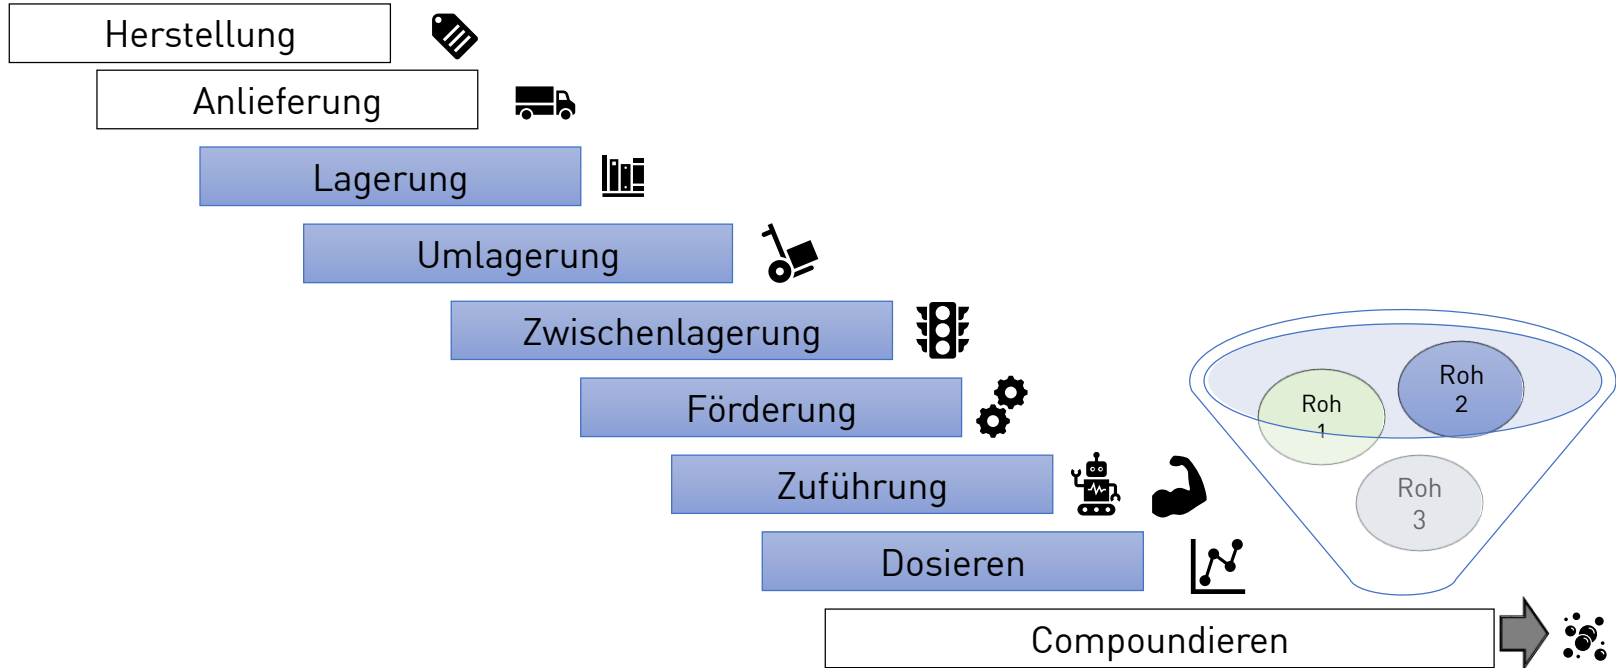 Herstellung
Anlieferung
Lagerung
Umlagerung
Zwischenlagerung
Förderung
Zuführung
Dosieren
Compoundieren
Roh
1
Roh
2
Roh
3